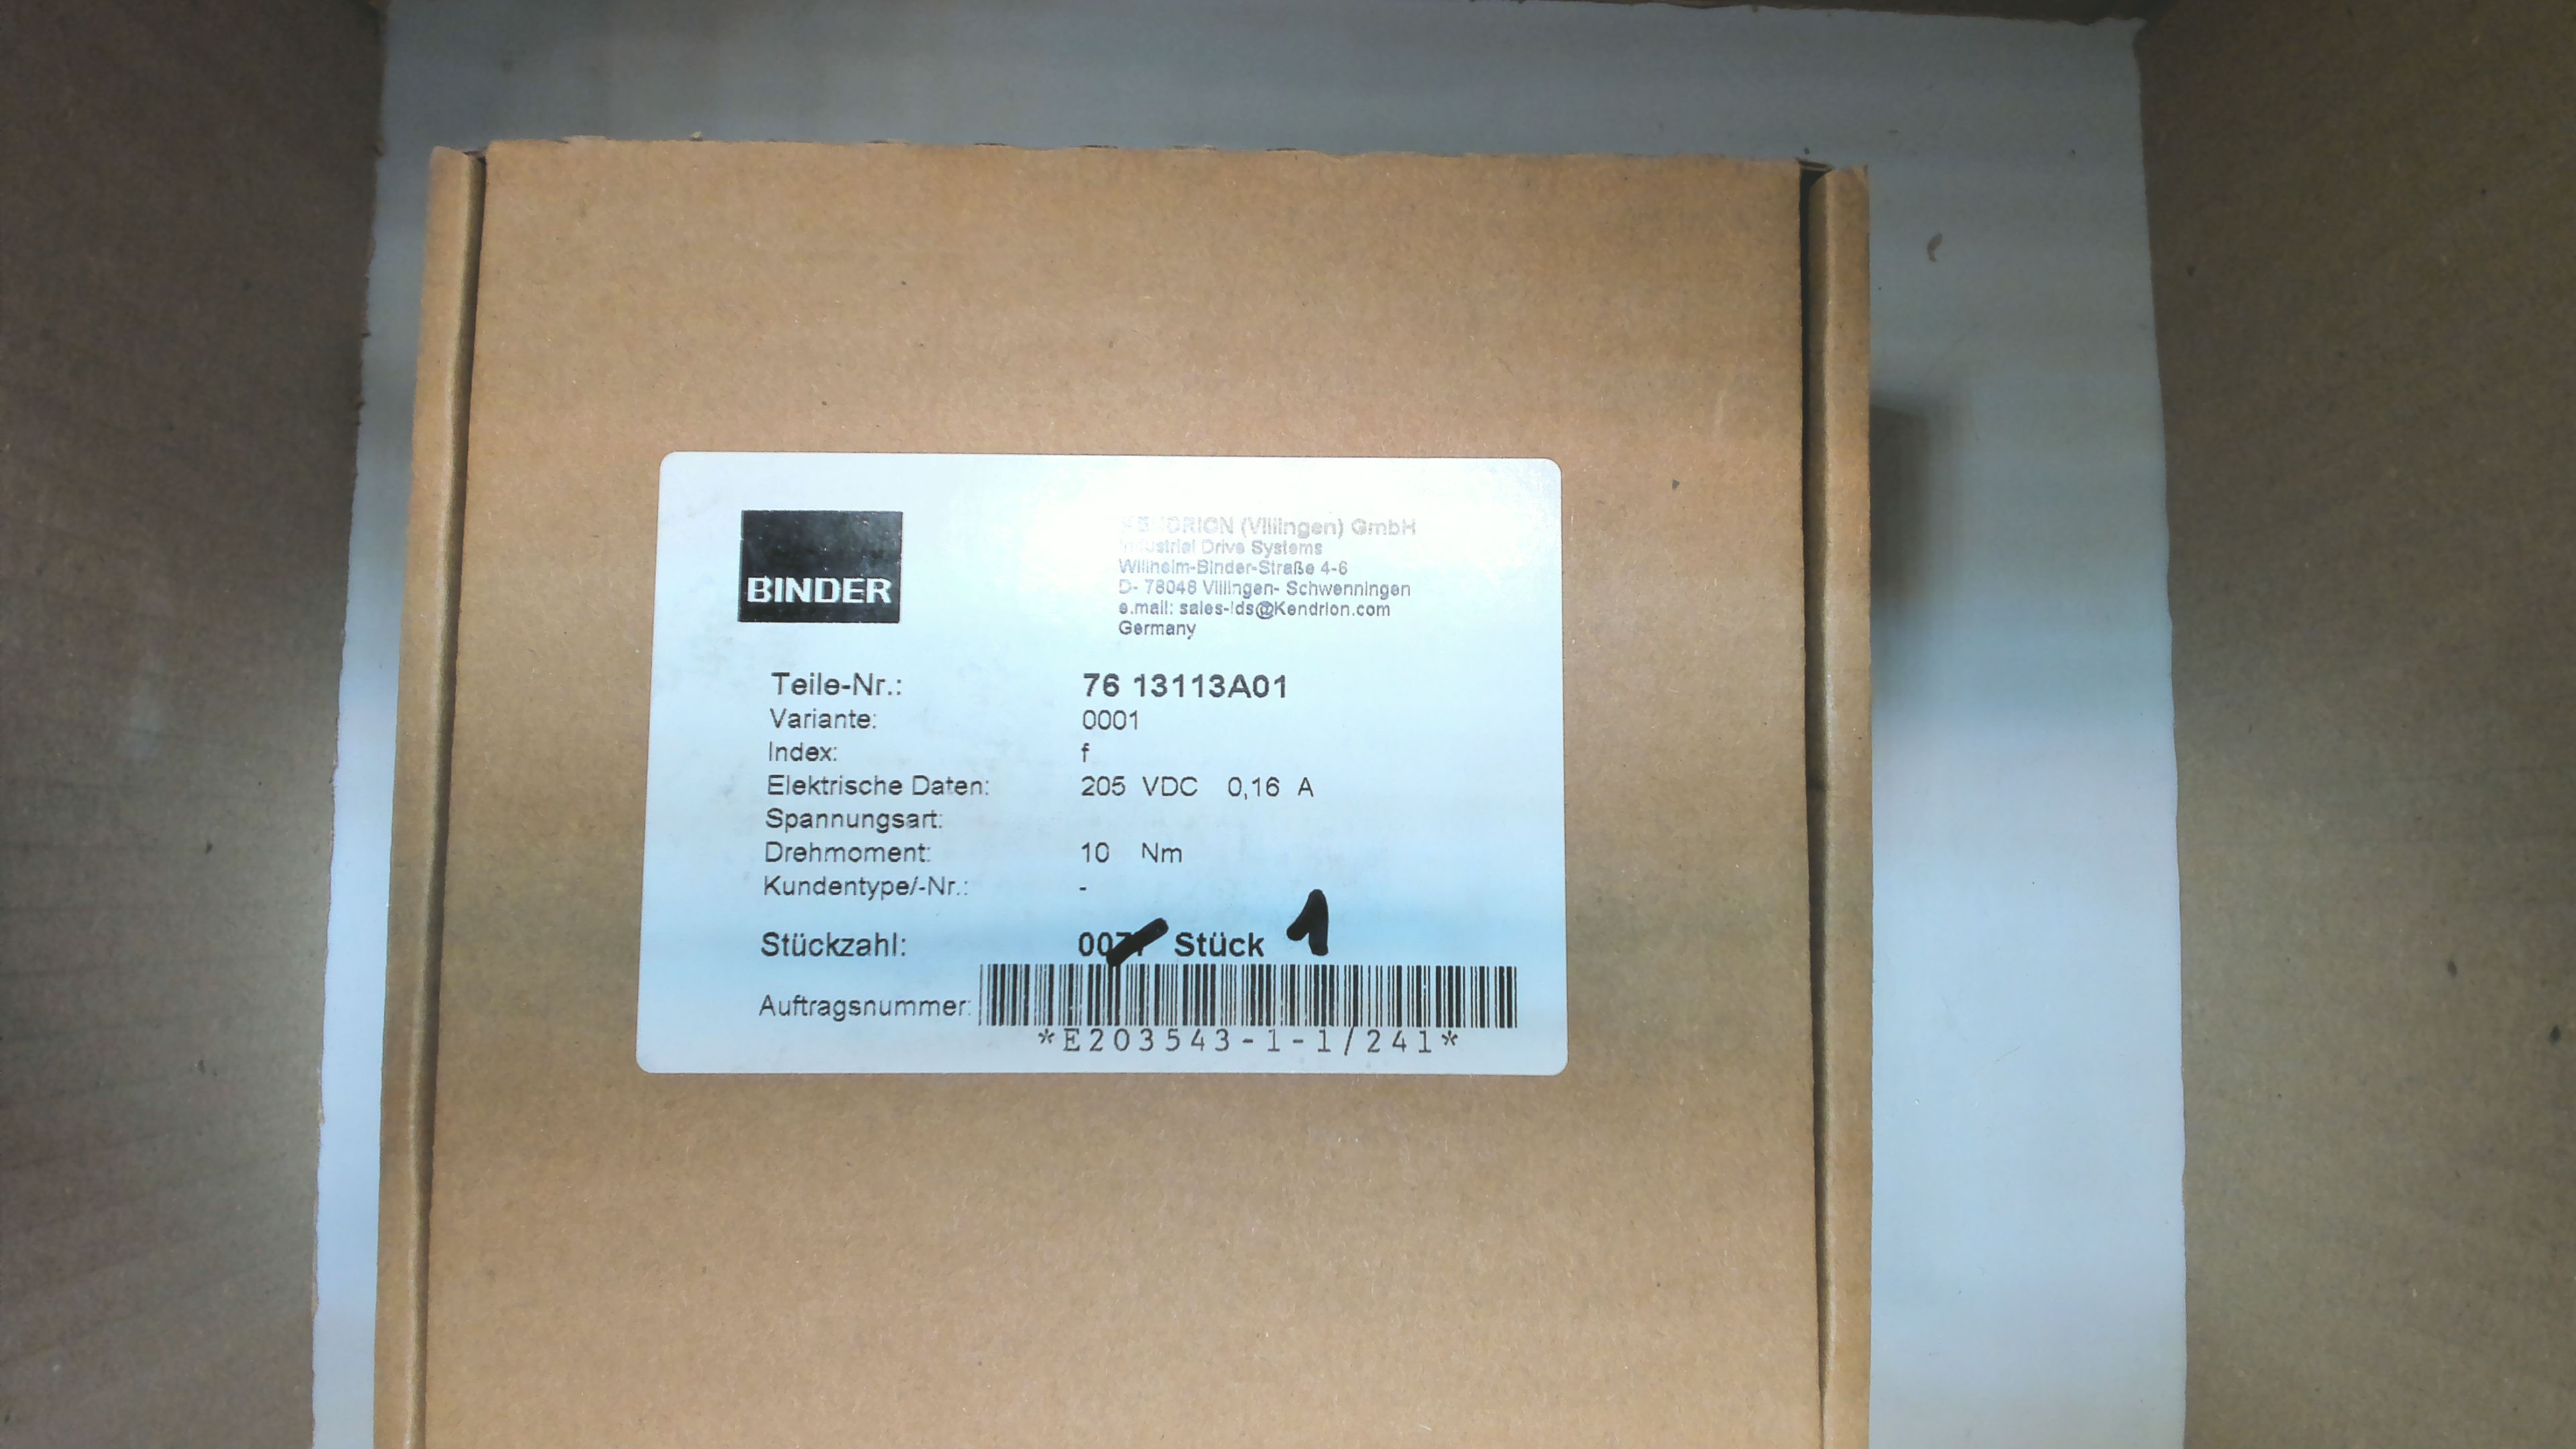 BINDER
KENDRION (Villingen) GmbH
Industrial Drive Systems
Wilhelm-Binder-Straße 4-6
D- 78048 Villingen- Schwenningen
e.mail: sales-ids@Kendrion.com
Germany
Teile-Nr.: 76 13113A01
Variante: 0001
Index: f
Elektrische Daten: 205 VDC 0,16 A
Spannungsart:
Drehmoment: 10 Nm
Kundentype/-Nr.: -
Stückzahl: Stück 1
Auftragsnummer:
*E203543-1-1/241*